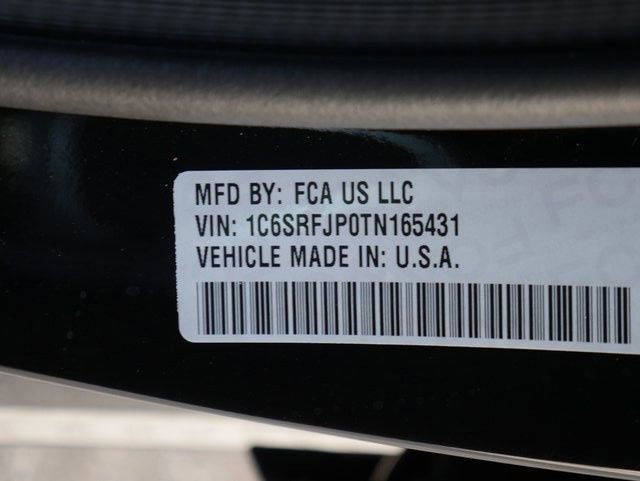 MFD BY: FCA US LLC
VIN: 1C6SRFJP0TN165431
VEHICLE MADE IN: U.S.A.